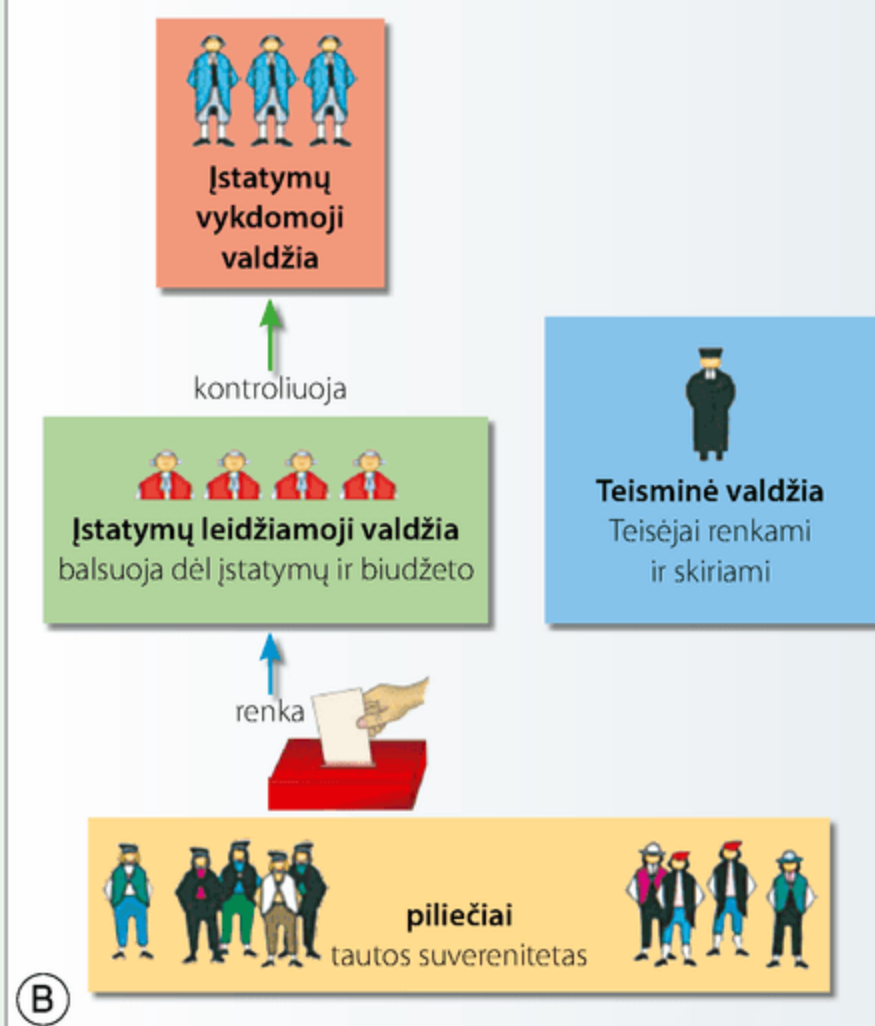 Įstatymų
vykdomoji
valdžia
kontroliuoja
Įstatymų leidžiamoji valdžia
balsuoja dėl įstatymų ir biudžeto
Teisminė valdžia
Teisėjai renkami
ir skiriami
renka
piliečiai
tautos suverenitetas
B